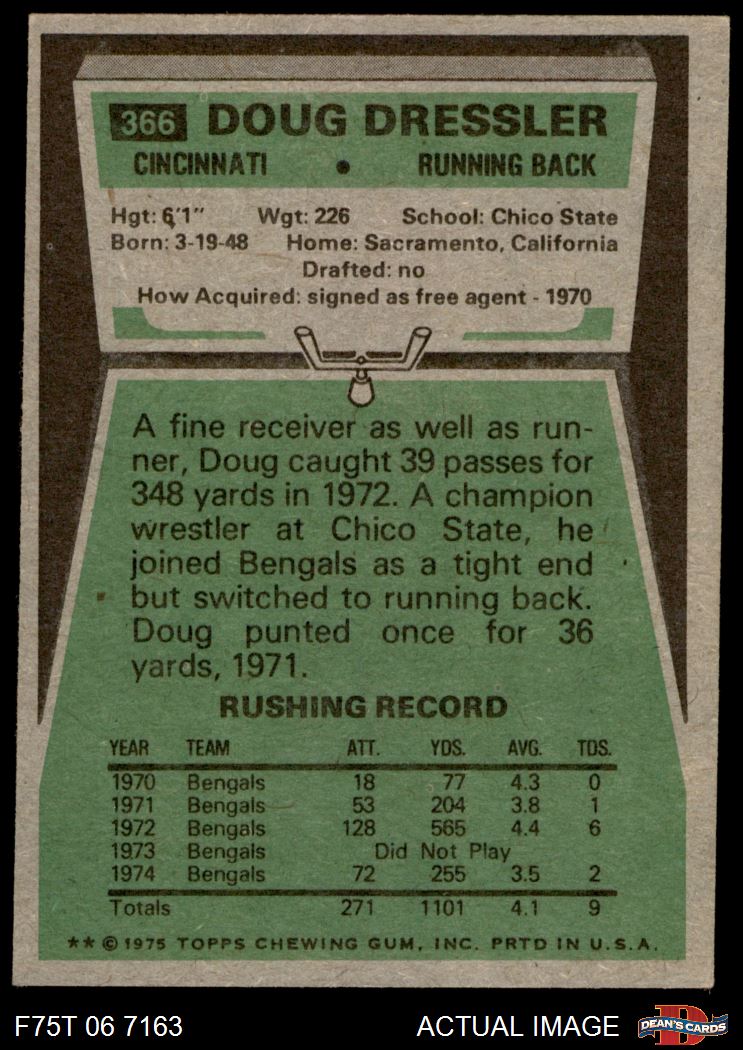 366 DOUG DRESSLER
CINCINNATI • RUNNING BACK
Hgt: 6'1" Wgt: 226 School: Chico State
Born: 3-19-48 Home: Sacramento, California
Drafted: no
How Acquired: signed as free agent - 1970
A fine receiver as well as run-
ner, Doug caught 39 passes for
348 yards in 1972. A champion
wrestler at Chico State, he
joined Bengals as a tight end
but switched to running back.
Doug punted once for 36
yards, 1971.
RUSHING RECORD
YEAR TEAM ATT. YDS. AVG. TDS.
1970 Bengals 18 77 4.3 0
1971 Bengals 53 204 3.8 1
1972 Bengals 128 565 4.4 6
1973 Bengals Did Not Play
1974 Bengals 72 255 3.5 2
Totals 271 1101 4.1 9
** © 1975 TOPPS CHEWING GUM, INC. PRTD IN U.S.A.
F75T 06 7163 ACTUAL IMAGE D DEAN'S CARDS